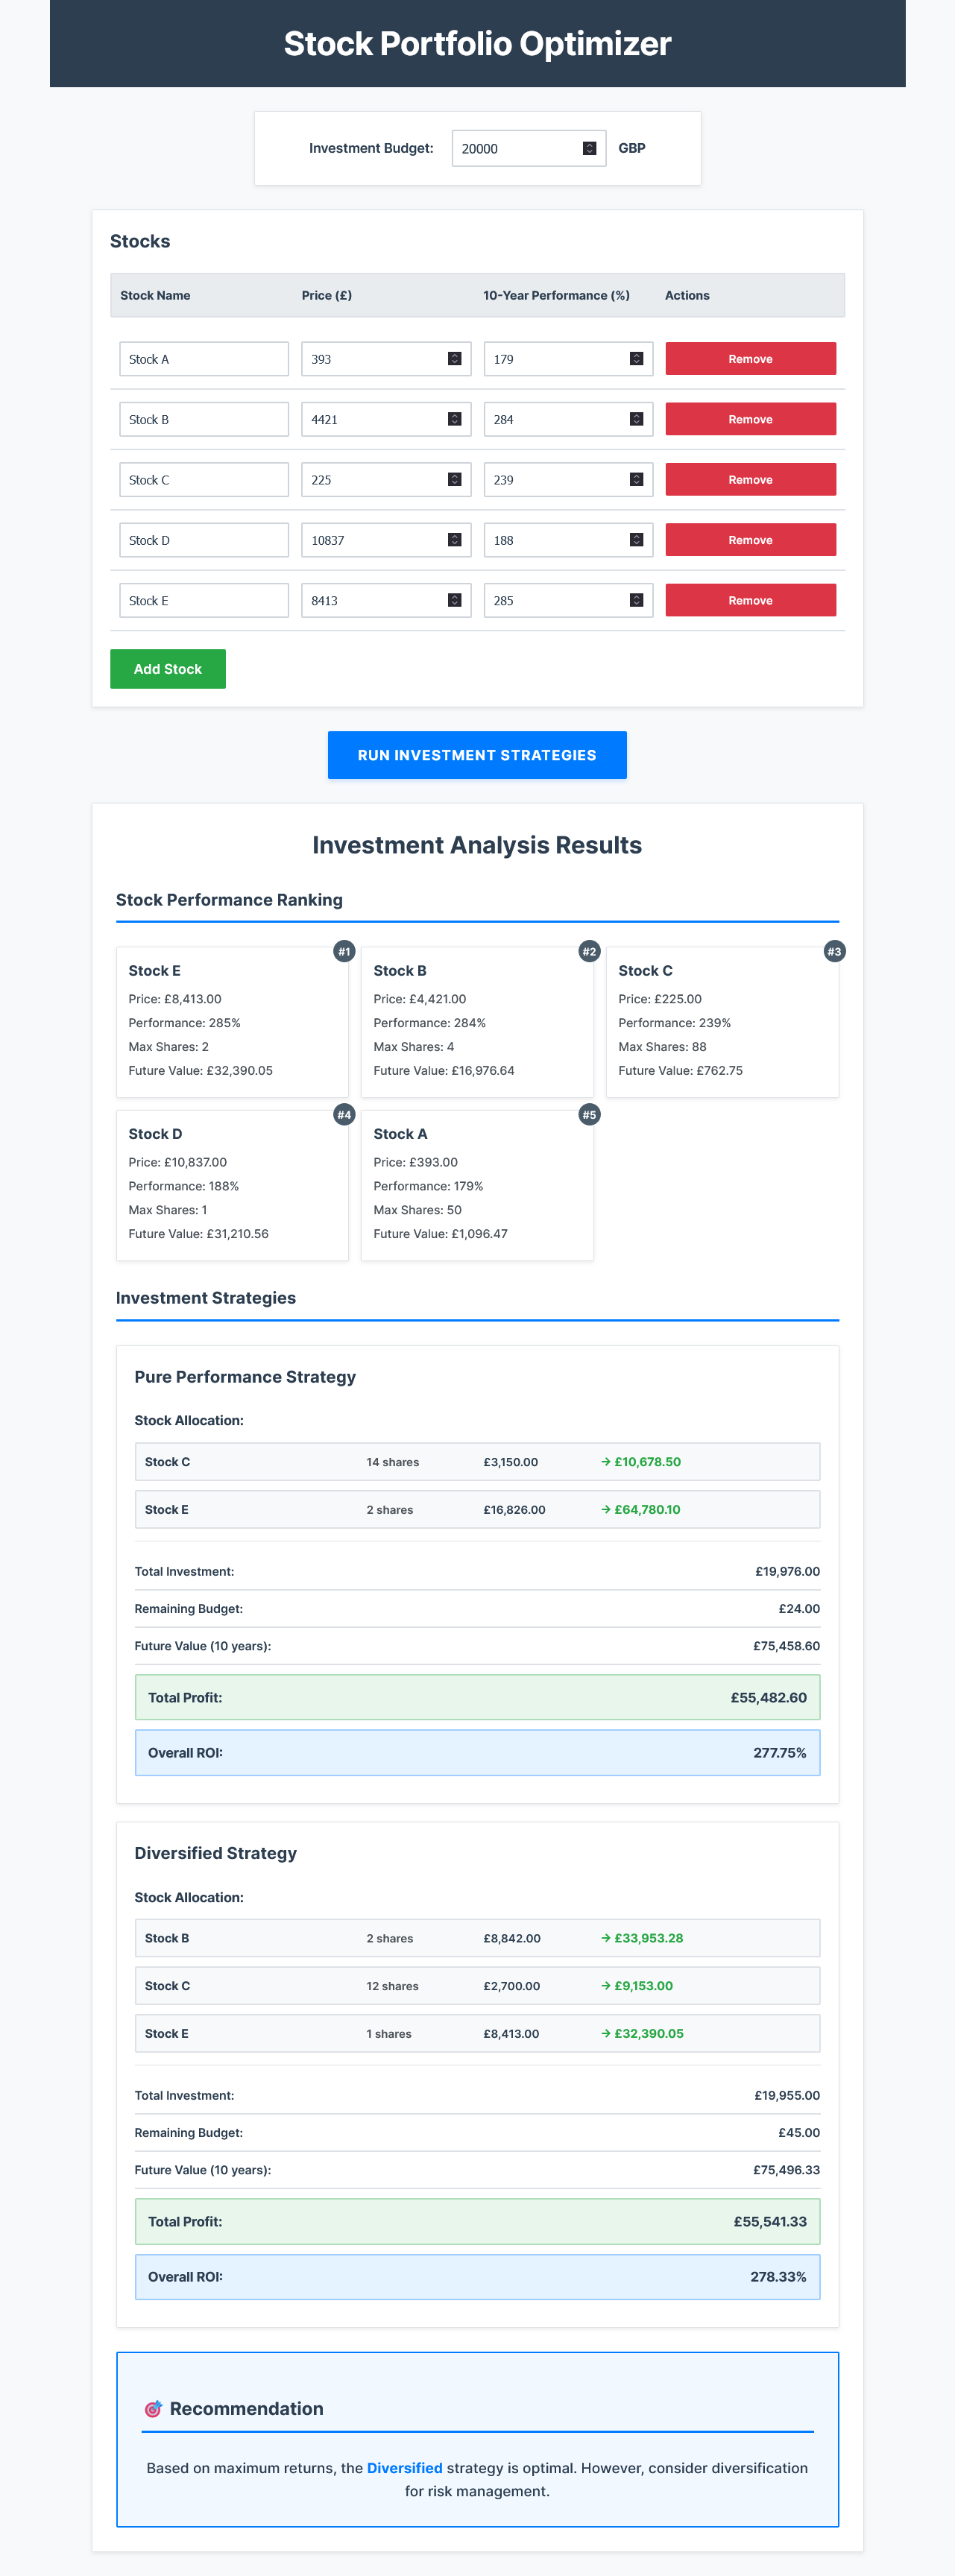 Stock Portfolio Optimizer
Investment Budget: 20000 GBP
Stocks
Stock Name Price (£) 10-Year Performance (%) Actions
Stock A 393 179 Remove
Stock B 4421 284 Remove
Stock C 225 239 Remove
Stock D 10837 188 Remove
Stock E 8413 285 Remove
Add Stock
RUN INVESTMENT STRATEGIES
Investment Analysis Results
Stock Performance Ranking
#1
Stock E
Price: £8,413.00
Performance: 285%
Max Shares: 2
Future Value: £32,390.05
#2
Stock B
Price: £4,421.00
Performance: 284%
Max Shares: 4
Future Value: £16,976.64
#3
Stock C
Price: £225.00
Performance: 239%
Max Shares: 88
Future Value: £762.75
#4
Stock D
Price: £10,837.00
Performance: 188%
Max Shares: 1
Future Value: £31,210.56
#5
Stock A
Price: £393.00
Performance: 179%
Max Shares: 50
Future Value: £1,096.47
Investment Strategies
Pure Performance Strategy
Stock Allocation:
Stock C 14 shares £3,150.00 → £10,678.50
Stock E 2 shares £16,826.00 → £64,780.10
Total Investment: £19,976.00
Remaining Budget: £24.00
Future Value (10 years): £75,458.60
Total Profit: £55,482.60
Overall ROI: 277.75%
Diversified Strategy
Stock Allocation:
Stock B 2 shares £8,842.00 → £33,953.28
Stock C 12 shares £2,700.00 → £9,153.00
Stock E 1 shares £8,413.00 → £32,390.05
Total Investment: £19,955.00
Remaining Budget: £45.00
Future Value (10 years): £75,496.33
Total Profit: £55,541.33
Overall ROI: 278.33%
🎯 Recommendation
Based on maximum returns, the Diversified strategy is optimal. However, consider diversification
for risk management.